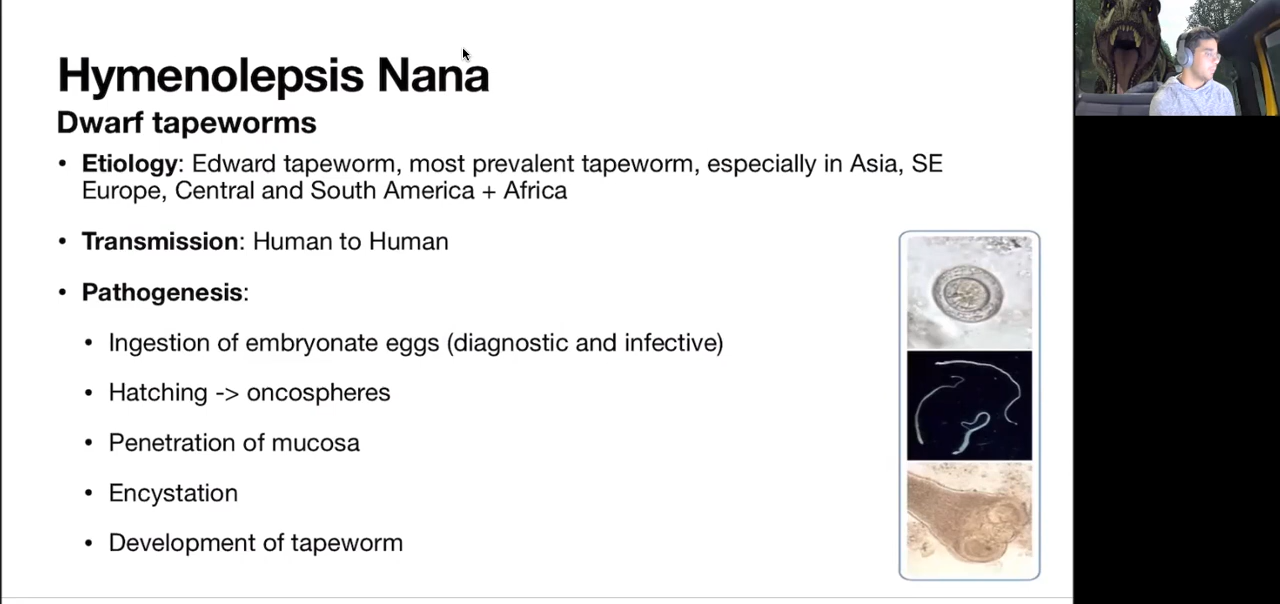 Hymenolepsis Nana
Dwarf tapeworms
• Etiology: Edward tapeworm, most prevalent tapeworm, especially in Asia, SE
Europe, Central and South America + Africa
• Transmission: Human to Human
• Pathogenesis:
• Ingestion of embryonate eggs (diagnostic and infective)
• Hatching -> oncospheres
• Penetration of mucosa
• Encystation
• Development of tapeworm